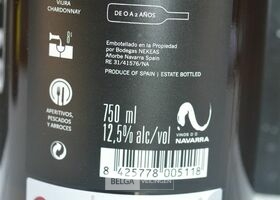 VIURA
CHARDONNAY
DE 0 A 2 AÑOS
8º
Embotellado en la Propiedad
por Bodegas NEKEAS
Añorbe Navarra Spain
RE 31/41576/NA
PRODUCE OF SPAIN | ESTATE BOTTLED
APERITIVOS,
PESCADOS
Y ARROCES
750 ml
12,5% alc/vol
VINOS DE
NAVARRA
8 425778 005118
BELGA